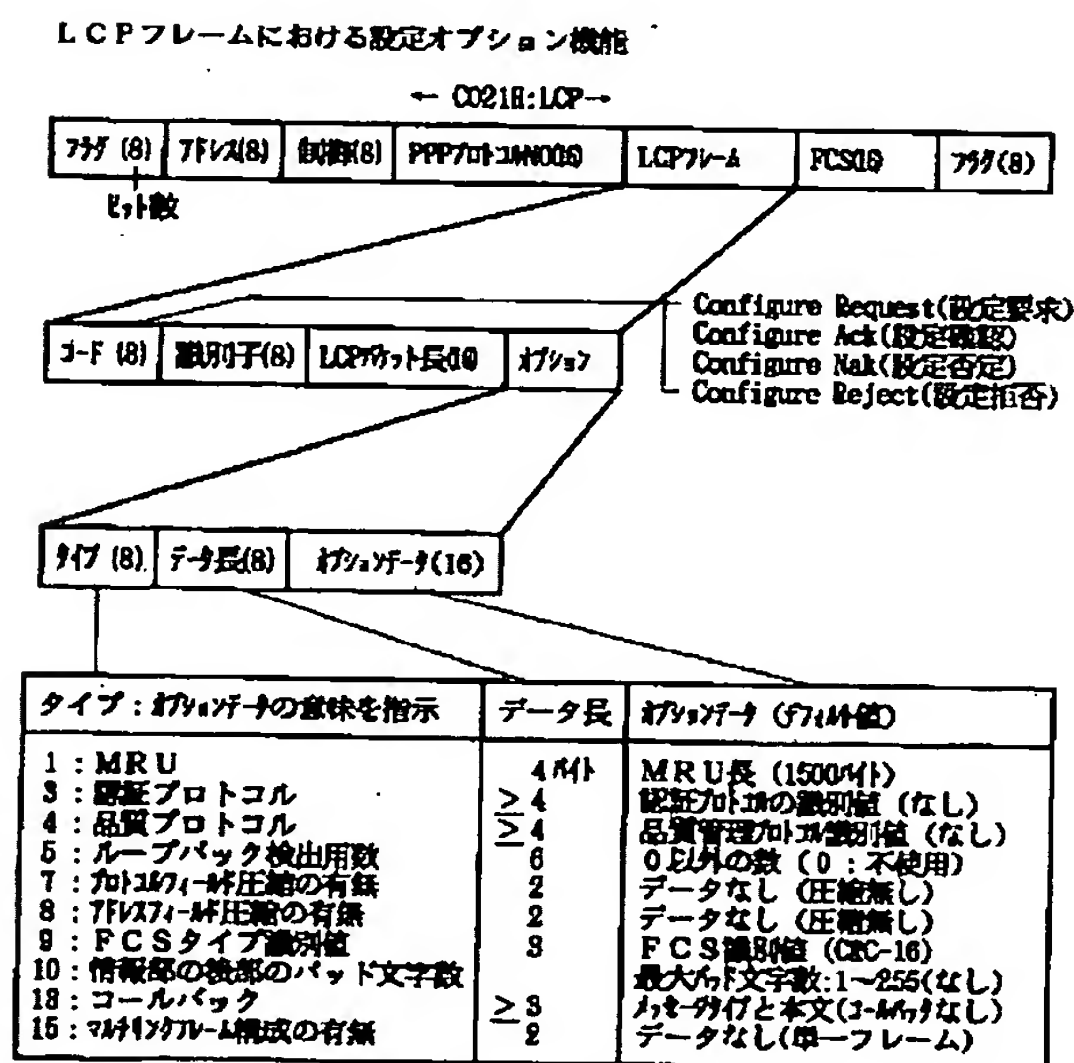 LCPフレームにおける設定オプション機能
← C021H:LCP→
フラグ (8) アドレス(8) 制御(8) PPPプロトコルNO(16) LCPフレーム FCS(16) フラグ(8)
ビット数
Configure Request(設定要求)
Configure Ack(設定確認)
Configure Nak(設定否定)
Configure Reject(設定拒否)
コード (8) 識別子(8) LCPパケット長(16) オプション
タイプ (8) データ長(8) オプションデータ(16)
タイプ:オプションデータの意味を指示 データ長 オプションデータ (デフォルト値)
1:MRU 4バイト MRU長 (1500バイト)
3:認証プロトコル ≧4 認証プロトコルの識別値 (なし)
4:品質プロトコル ≧4 品質管理プロトコル識別値 (なし)
5:ループバック検出用数 6 0以外の数 (0:不使用)
7:プロトコルフィールド圧縮の有無 2 データなし (圧縮無し)
8:アドレスフィールド圧縮の有無 2 データなし (圧縮無し)
9:FCSタイプ識別値 3 FCS識別値 (CRC-16)
10:情報部の後部のパッド文字数 最大パッド文字数:1~255(なし)
13:コールバック ≧3 メッセージタイプと本文(コールバックなし)
15:マルチリンクフレーム構成の有無 2 データなし(単一フレーム)